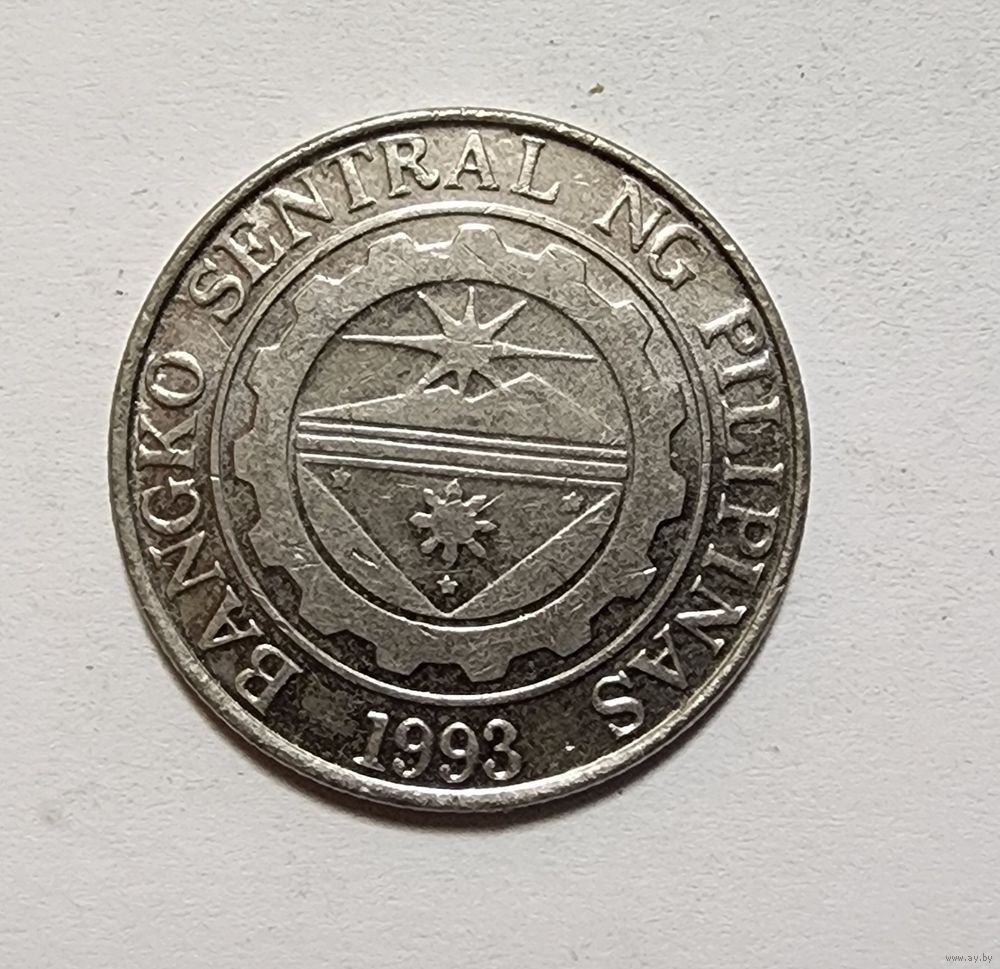 BANGKO SENTRAL NG PILIPINAS
1993
www.ay.by